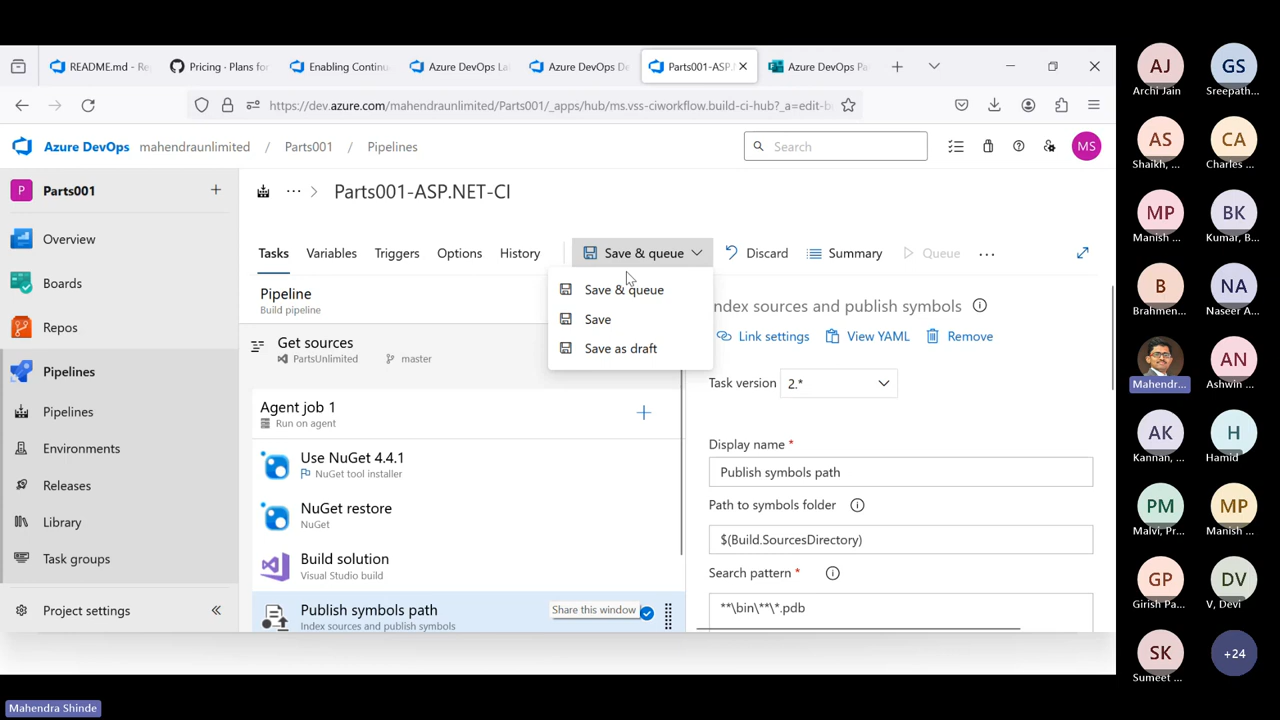 README.md - Re
Pricing · Plans fo
Enabling Contin
Azure DevOps La
Azure DevOps De
Parts001-ASP.
Azure DevOps Pa
https://dev.azure.com/mahendraunlimited/Parts001/_apps/hub/ms.vss-ciworkflow.build-ci-hub?_a=edit-b
Azure DevOps mahendraunlimited / Parts001 / Pipelines
Search
MS
P Parts001 +
Overview
Boards
Repos
Pipelines
Pipelines
Environments
Releases
Library
Task groups
Project settings
··· > Parts001-ASP.NET-CI
Tasks Variables Triggers Options History Save & queue Discard Summary Queue ···
Save & queue
Save
Save as draft
Pipeline
Build pipeline
Get sources
PartsUnlimited master
Agent job 1
Run on agent
Use NuGet 4.4.1
NuGet tool installer
NuGet restore
NuGet
Build solution
Visual Studio build
Publish symbols path
Index sources and publish symbols
Share this window
ndex sources and publish symbols
Link settings View YAML Remove
Task version 2.*
Display name *
Publish symbols path
Path to symbols folder
$(Build.SourcesDirectory)
Search pattern *
**\bin\**\*.pdb
AJ
Archi Jain
GS
Sreepath...
AS
Shaikh, ...
CA
Charles ...
MP
Manish ...
BK
Kumar, B...
B
Brahmen...
NA
Naseer A...
Mahendr...
AN
Ashwin ...
AK
Kannan, ...
H
Hamid
PM
Malvi, Pr...
MP
Manish ...
GP
Girish Pa...
DV
V, Devi
SK
Sumeet ...
+24
Mahendra Shinde